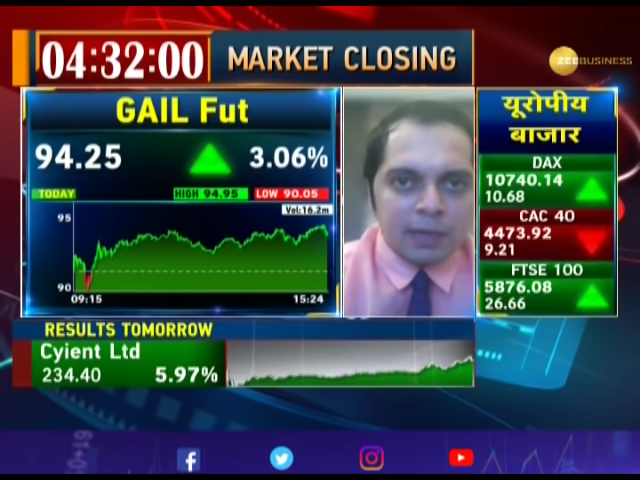 04:32:00 MARKET CLOSING
ZEEBUSINESS
GAIL Fut
94.25 3.06%
TODAY HIGH 94.95 LOW 90.05
Vol:16.2m
95
90
09:15 15:24
यूरोपीय
बाजार
DAX
10740.14
10.68
CAC 40
4473.92
9.21
FTSE 100
5876.08
26.66
RESULTS TOMORROW
Cyient Ltd
234.40 5.97%